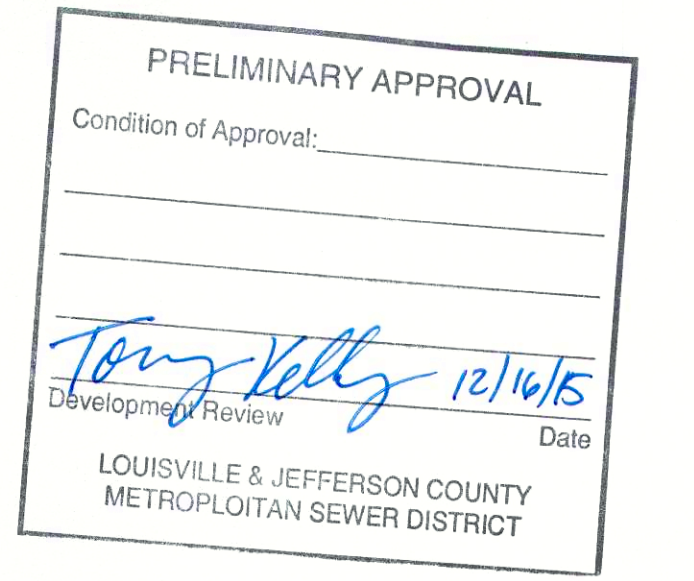 PRELIMINARY APPROVAL
Condition of Approval:
Tony Kelly 12/16/15
Development Review
Date
LOUISVILLE & JEFFERSON COUNTY
METROPLOITAN SEWER DISTRICT